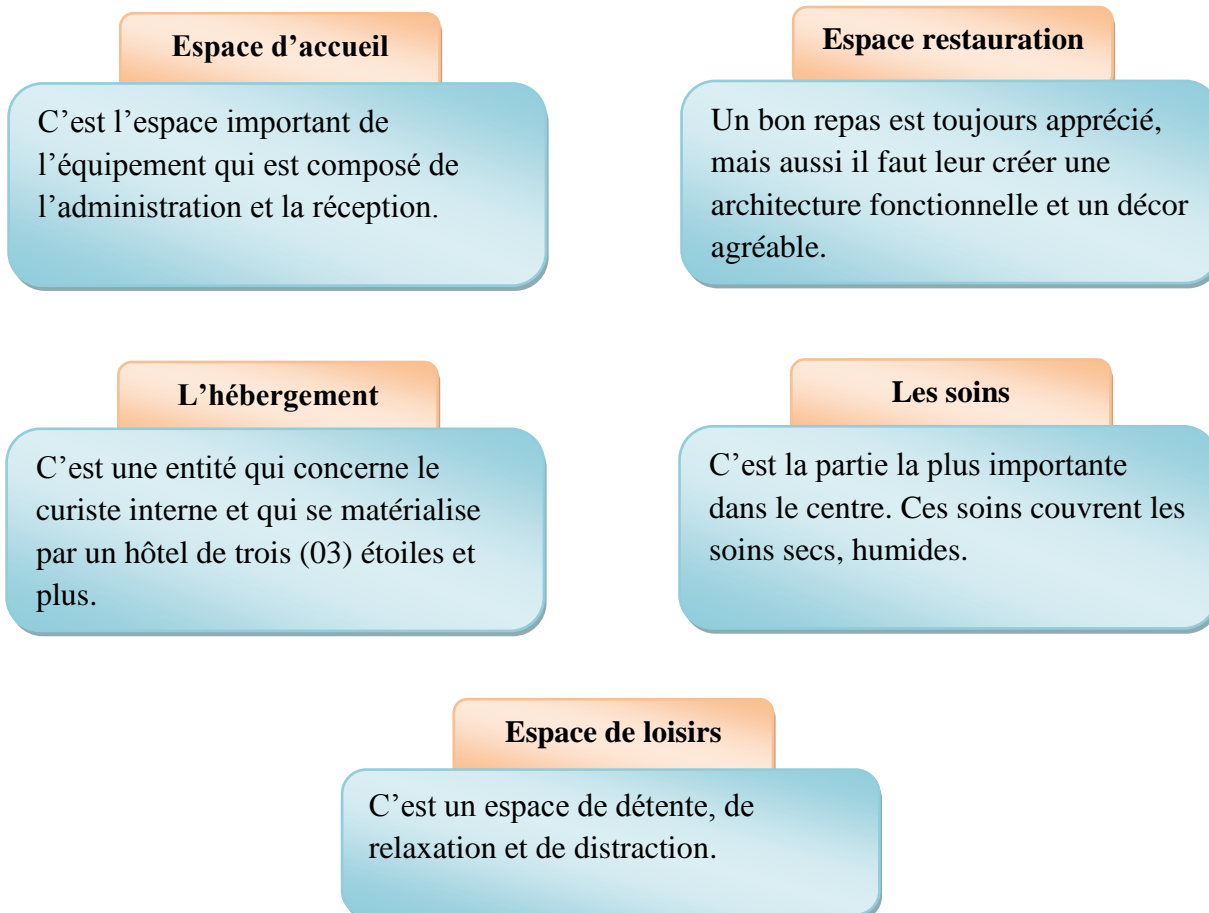 Espace d’accueil
C’est l’espace important de
l’équipement qui est composé de
l’administration et la réception.
Espace restauration
Un bon repas est toujours apprécié,
mais aussi il faut leur créer une
architecture fonctionnelle et un décor
agréable.
L’hébergement
C’est une entité qui concerne le
curiste interne et qui se matérialise
par un hôtel de trois (03) étoiles et
plus.
Les soins
C’est la partie la plus importante
dans le centre. Ces soins couvrent les
soins secs, humides.
Espace de loisirs
C’est un espace de détente, de
relaxation et de distraction.